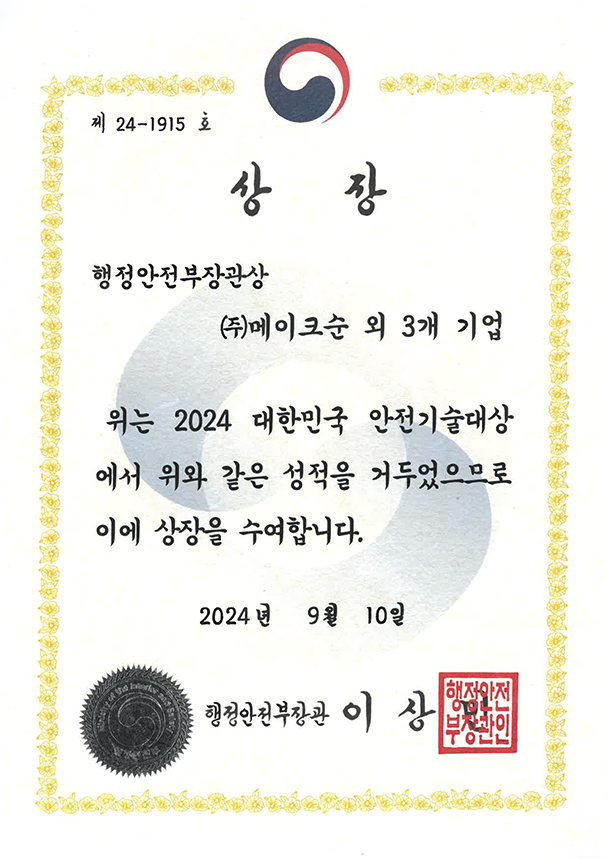 제 24-1915 호
상 장
행정안전부장관상
(주)메이크순 외 3개 기업
위는 2024 대한민국 안전기술대상
에서 위와 같은 성적을 거두었으므로
이에 상장을 수여합니다.
2024년 9월 10일
행정안전부장관 이 상 민
행정안전
부장관인